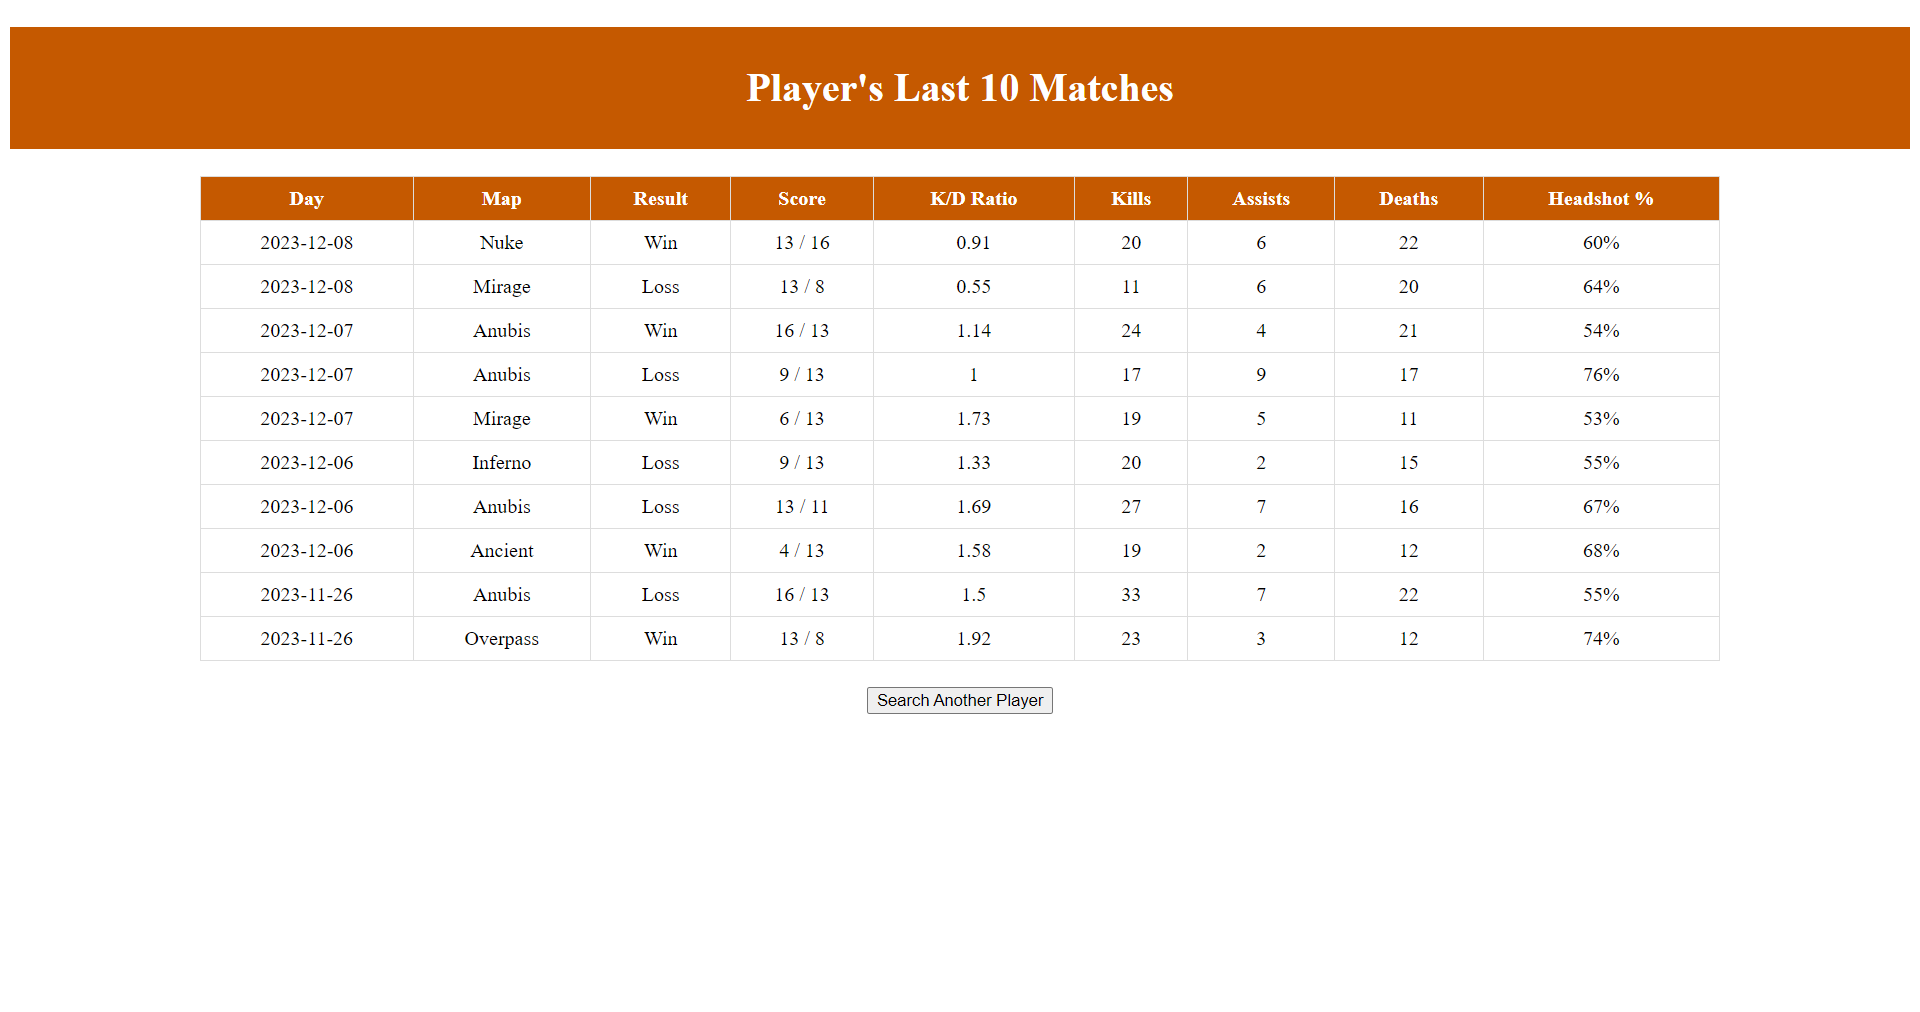 Player's Last 10 Matches
Day Map Result Score K/D Ratio Kills Assists Deaths Headshot %
2023-12-08 Nuke Win 13 / 16 0.91 20 6 22 60%
2023-12-08 Mirage Loss 13 / 8 0.55 11 6 20 64%
2023-12-07 Anubis Win 16 / 13 1.14 24 4 21 54%
2023-12-07 Anubis Loss 9 / 13 1 17 9 17 76%
2023-12-07 Mirage Win 6 / 13 1.73 19 5 11 53%
2023-12-06 Inferno Loss 9 / 13 1.33 20 2 15 55%
2023-12-06 Anubis Loss 13 / 11 1.69 27 7 16 67%
2023-12-06 Ancient Win 4 / 13 1.58 19 2 12 68%
2023-11-26 Anubis Loss 16 / 13 1.5 33 7 22 55%
2023-11-26 Overpass Win 13 / 8 1.92 23 3 12 74%
Search Another Player